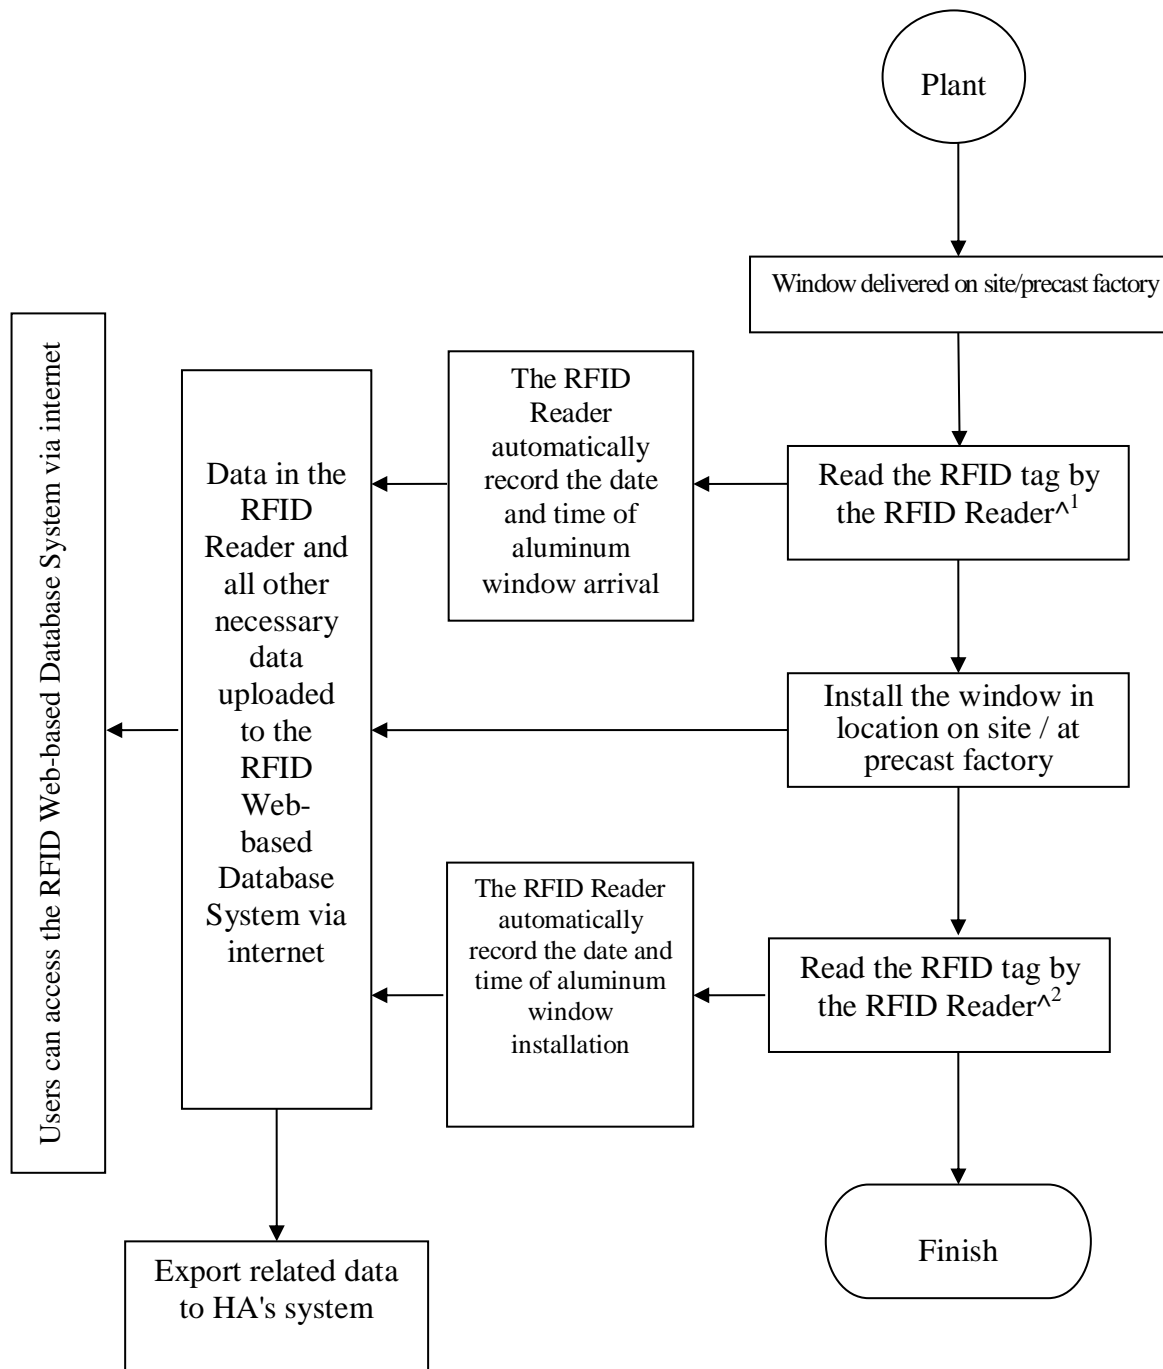 Plant
Window delivered on site/precast factory
Users can access the RFID Web-based Database System via internet
Data in the
RFID
Reader and
all other
necessary
data
uploaded
to the
RFID
Web-
based
Database
System via
internet
The RFID
Reader
automatically
record the date
and time of
aluminum
window arrival
Read the RFID tag by
the RFID Reader^1
Install the window in
location on site / at
precast factory
The RFID Reader
automatically
record the date and
time of aluminum
window
installation
Read the RFID tag by
the RFID Reader^2
Finish
Export related data
to HA's system